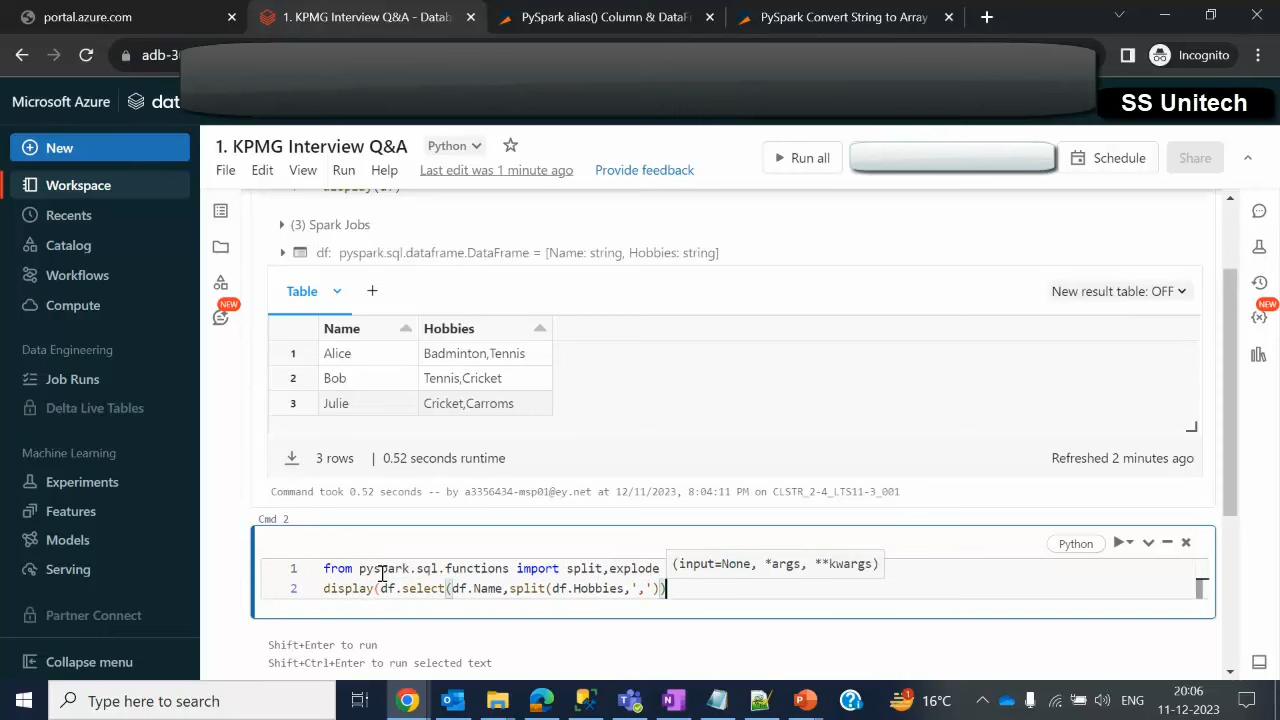 portal.azure.com
1. KPMG Interview Q&A - Datab
PySpark alias() Column & DataF
PySpark Convert String to Array
adb-3
Incognito
Microsoft Azure
dat
SS Unitech
New
Workspace
Recents
Catalog
Workflows
Compute
Data Engineering
Job Runs
Delta Live Tables
Machine Learning
Experiments
Features
Models
Serving
Partner Connect
Collapse menu
1. KPMG Interview Q&A
Python
Run all
Schedule
Share
File Edit View Run Help Last edit was 1 minute ago Provide feedback
NEW
NEW
(3) Spark Jobs
df: pyspark.sql.dataframe.DataFrame = [Name: string, Hobbies: string]
Table
+
New result table: OFF
Name Hobbies
1 Alice Badminton,Tennis
2 Bob Tennis,Cricket
3 Julie Cricket,Carroms
3 rows | 0.52 seconds runtime
Refreshed 2 minutes ago
Command took 0.52 seconds -- by a3356434-msp01@ey.net at 12/11/2023, 8:04:11 PM on CLSTR_2-4_LTS11-3_001
Cmd 2
Python
(input=None, *args, **kwargs)
1 from pyspark.sql.functions import split,explode
2 display(df.select(df.Name,split(df.Hobbies,','))
Shift+Enter to run
Shift+Ctrl+Enter to run selected text
Type here to search
16°C
ENG
20:06
11-12-2023